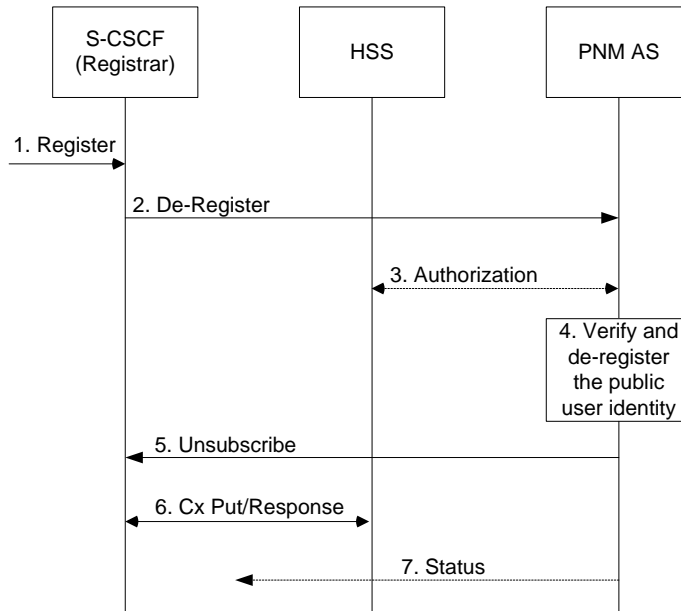 S-CSCF
(Registrar)
HSS
PNM AS
1. Register
2. De-Register
3. Authorization
4. Verify and
de-register
the public
user identity
5. Unsubscribe
6. Cx Put/Response
7. Status